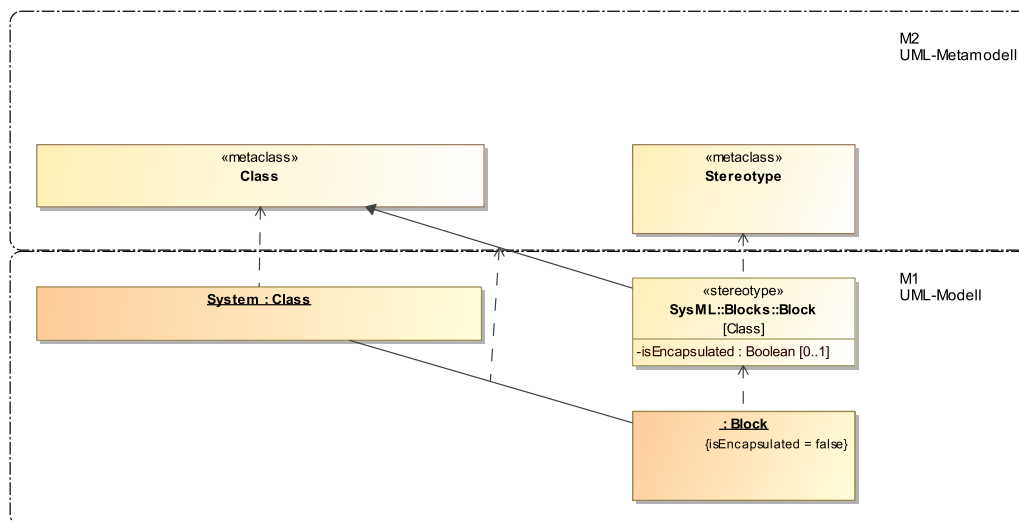 M2
UML-Metamodell
«metaclass»
Class
«metaclass»
Stereotype
M1
UML-Modell
System : Class
«stereotype»
SysML::Blocks::Block
[Class]
-isEncapsulated : Boolean [0..1]
: Block
{isEncapsulated = false}